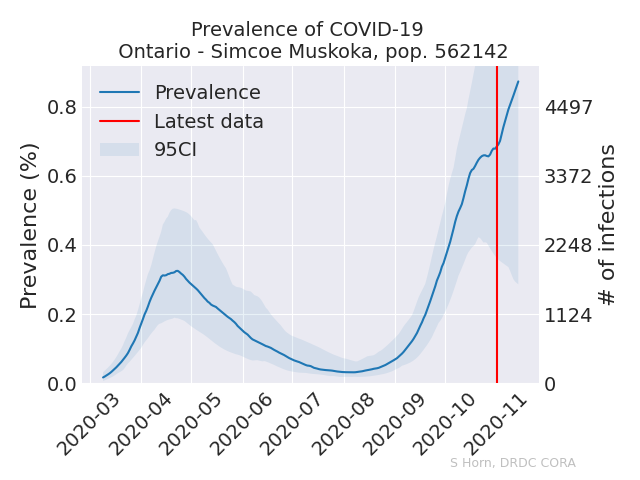 Prevalence of COVID-19
Ontario - Simcoe Muskoka, pop. 562142
Prevalence
Latest data
95CI
Prevalence (%)
0.8
0.6
0.4
0.2
0.0
4497
3372
2248
1124
0
# of infections
2020-03
2020-04
2020-05
2020-06
2020-07
2020-08
2020-09
2020-10
2020-11
S Horn, DRDC CORA